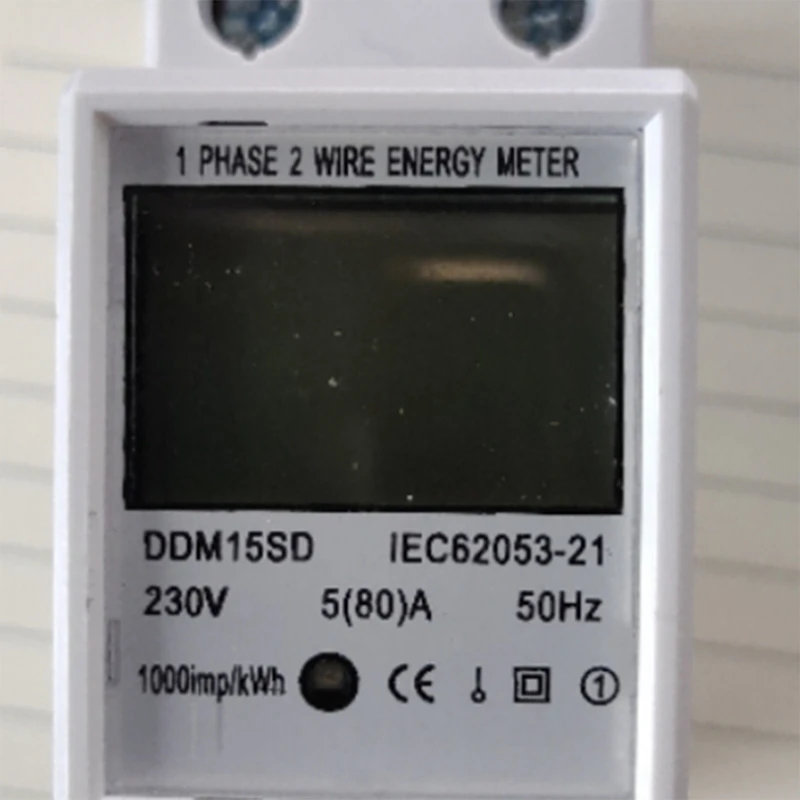 1 PHASE 2 WIRE ENERGY METER
DDM15SD IEC62053-21
230V 5(80)A 50Hz
1000imp/kWh CE 1